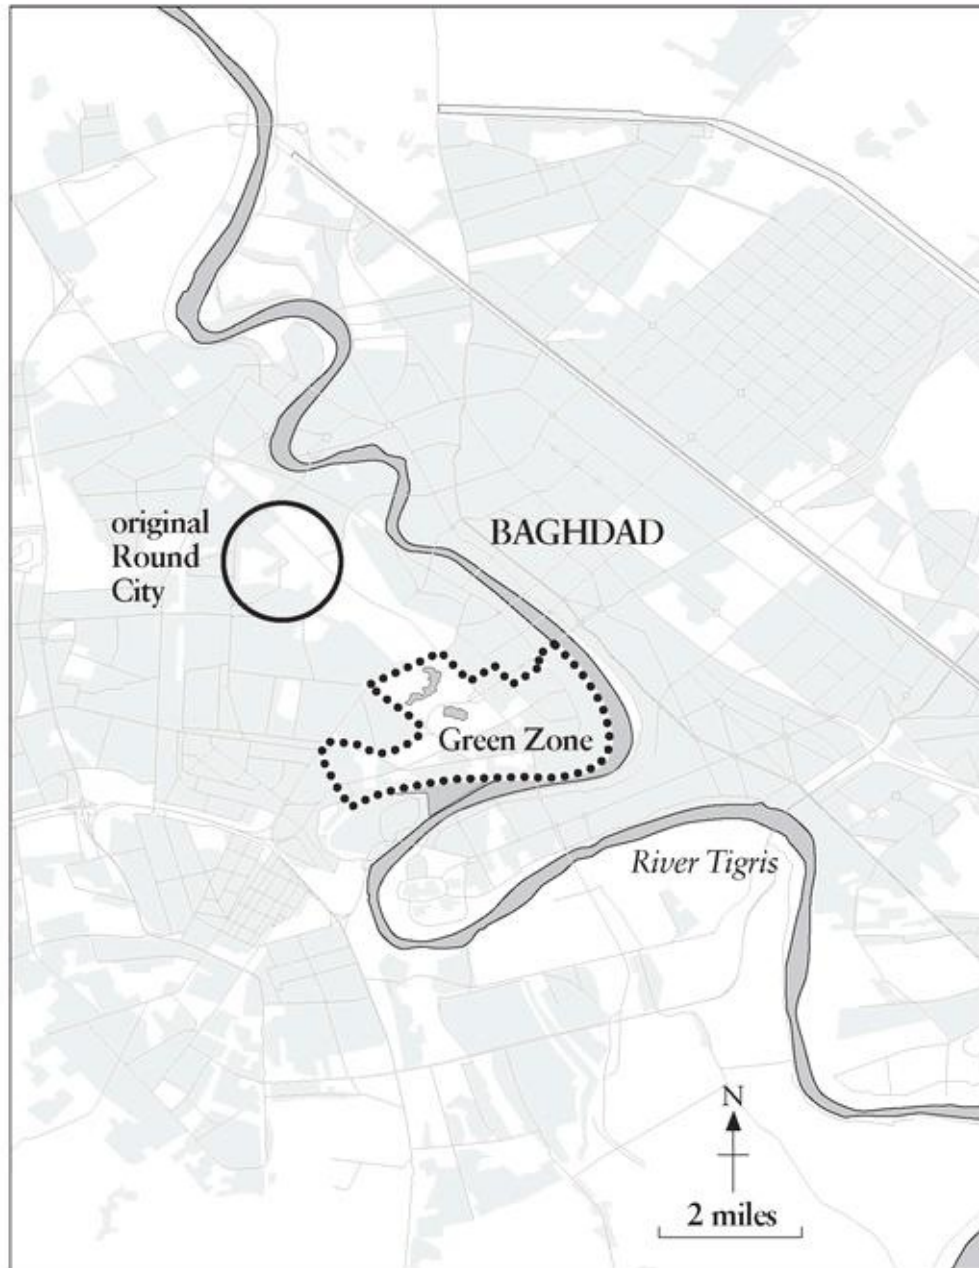 original
Round
City
BAGHDAD
Green Zone
River Tigris
N
2 miles